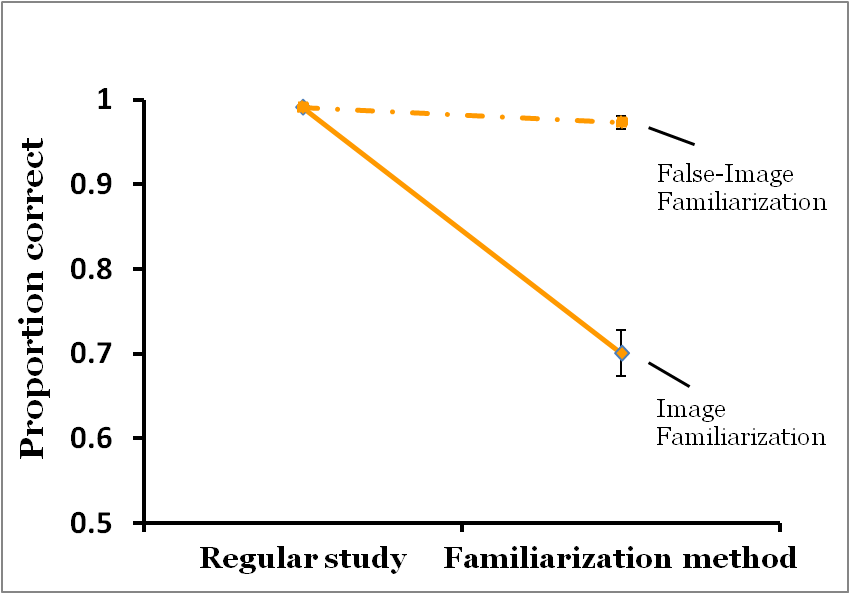 Proportion correct
1
0.9
0.8
0.7
0.6
0.5
False-Image
Familiarization
Image
Familiarization
Regular study
Familiarization method